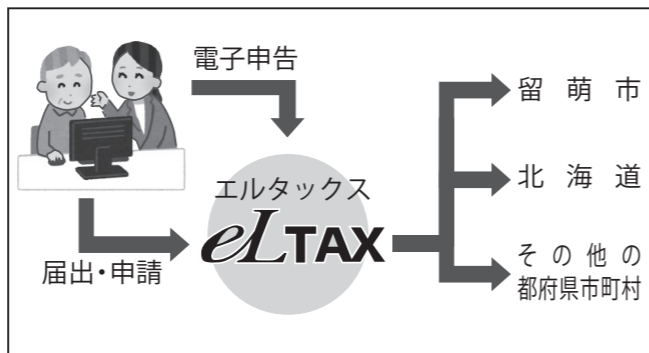 電子申告
エルタックス
eLTAX
届出・申請
留萌市
北海道
その他の
都府県市町村